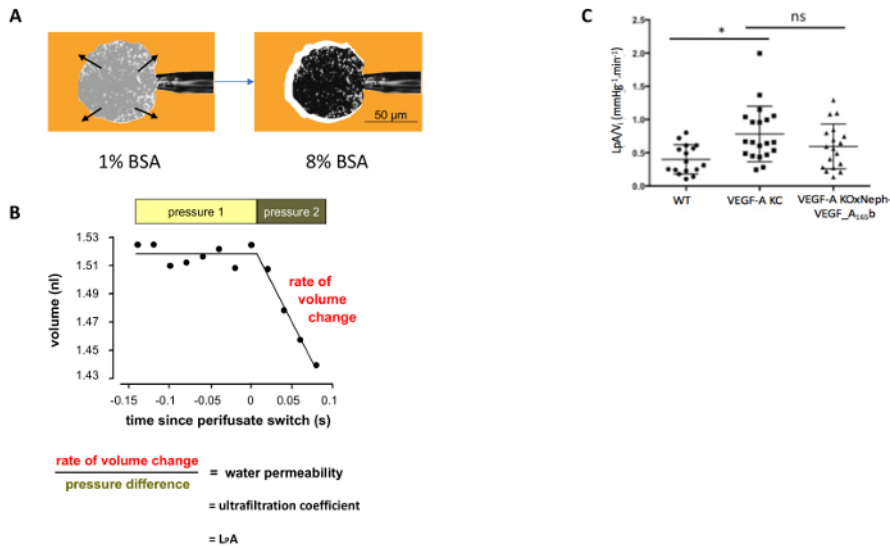 A
50 µm
1% BSA
8% BSA
B
pressure 1
pressure 2
1.53
1.51
1.49
1.47
1.45
1.43
volume (nl)
rate of
volume
change
-0.15
-0.1
-0.05
0
0.05
0.1
time since perifusate switch (s)
rate of volume change
pressure difference
= water permeability
= ultrafiltration coefficient
= LPA
C
ns
*
2.5
2.0
1.5
1.0
0.5
0.0
LpA/Vi (mmHg⁻¹.min⁻¹)
WT
VEGF-A KC
VEGF-A KOxNeph-
VEGF_A₁₆₅b